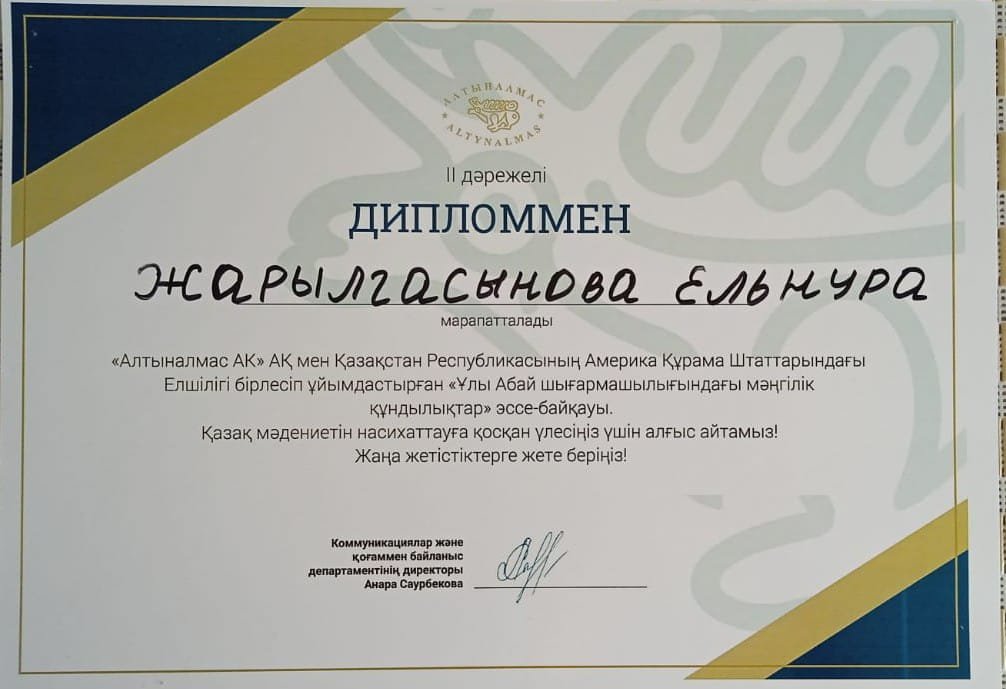 АЛТЫНАЛМАС
ALTYNALMAS
II дәрежелі
ДИПЛОММЕН
Жарылгасынова Ельнура
марапатталады
«Алтыналмас АК» АҚ мен Қазақстан Республикасының Америка Құрама Штаттарындағы
Елшілігі бірлесіп ұйымдастырған «Ұлы Абай шығармашылығындағы мәңгілік
құндылықтар» эссе-байқауы.
Қазақ мәдениетін насихаттауға қосқан үлесіңіз үшін алғыс айтамыз!
Жаңа жетістіктерге жете беріңіз!
Коммуникациялар және
қоғаммен байланыс
департаментінің директоры
Анара Саурбекова